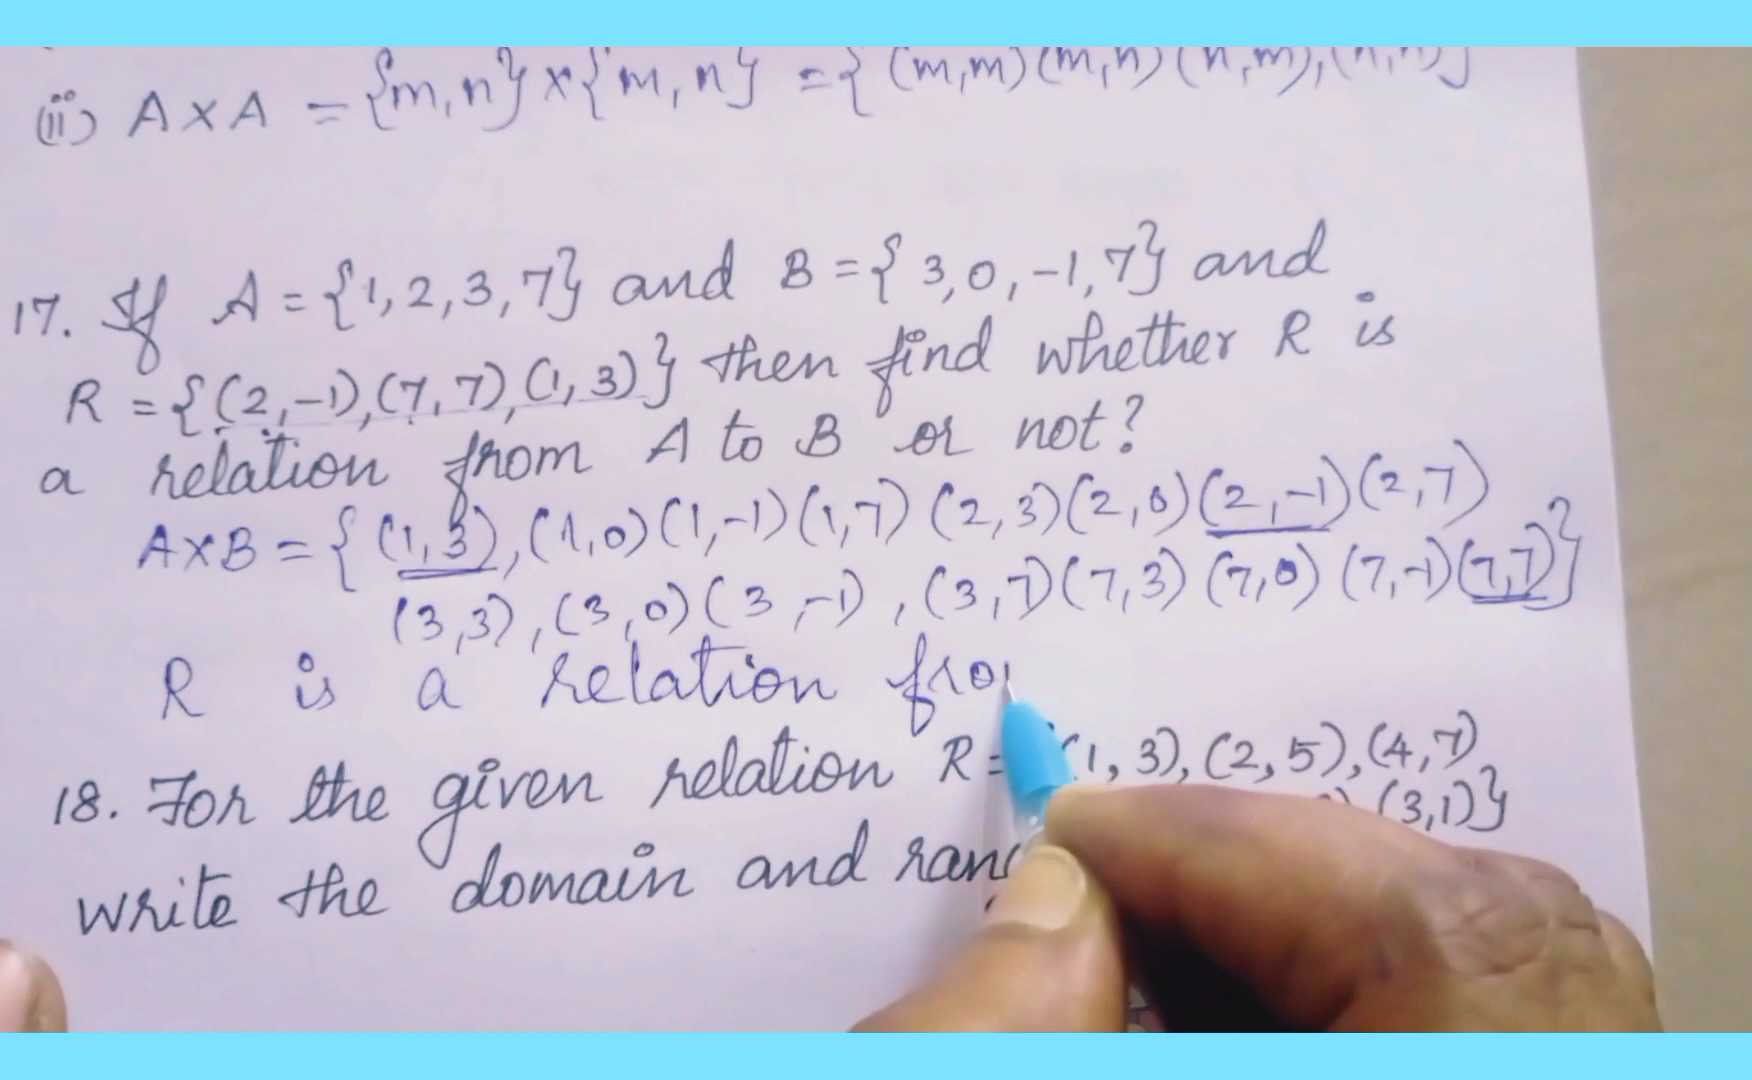 (ii) A×A = {m,n}×{m,n} = {(m,m)(m,n)(n,m),(n,n)}
17. If A = {1,2,3,7} and B = {3,0,-1,7} and
R = {(2,-1),(7,7),(1,3)} then find whether R is
a relation from A to B or not?
A×B = {(1,3),(1,0)(1,-1)(1,7)(2,3)(2,0)(2,-1)(2,7)
(3,3),(3,0)(3,-1),(3,7)(7,3)(7,0)(7,-1)(7,7)}
R is a relation fro
18. For the given relation R= (1,3),(2,5),(4,7)
(3,1)}
write the domain and rang